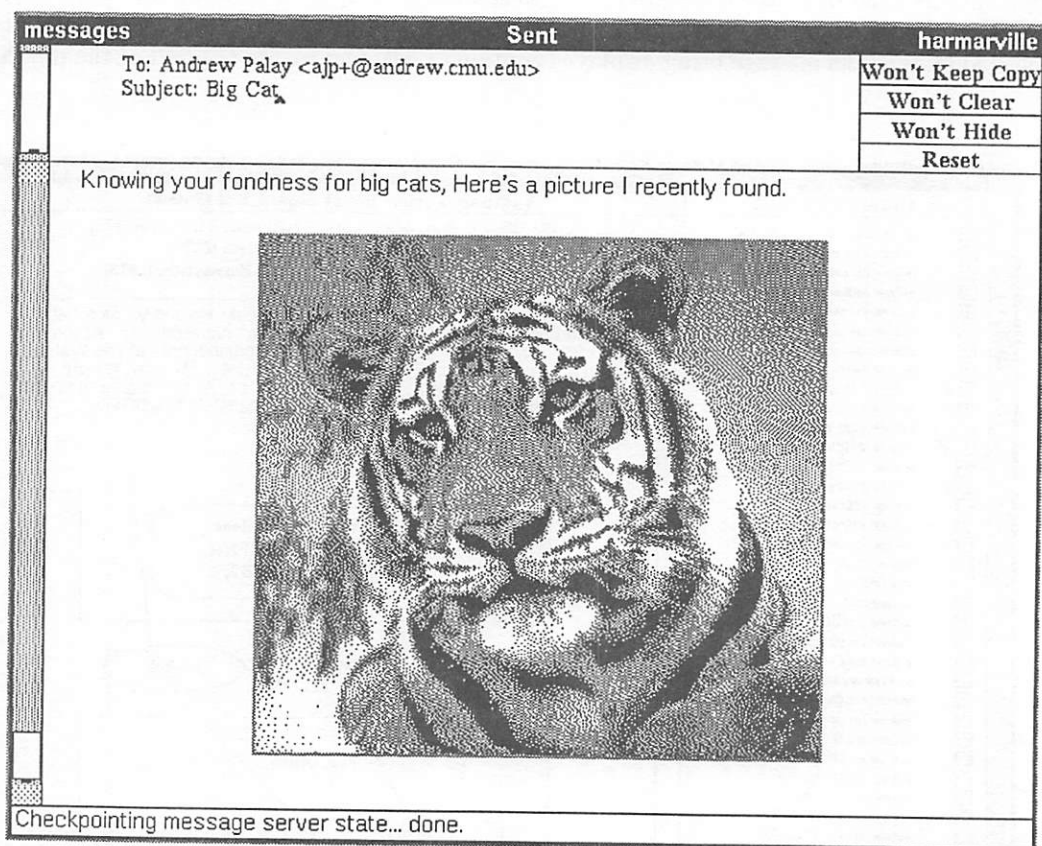 messages Sent harmarville
To: Andrew Palay <ajp+@andrew.cmu.edu>
Subject: Big Cat
Won't Keep Copy
Won't Clear
Won't Hide
Reset
Knowing your fondness for big cats, Here's a picture I recently found.
Checkpointing message server state... done.